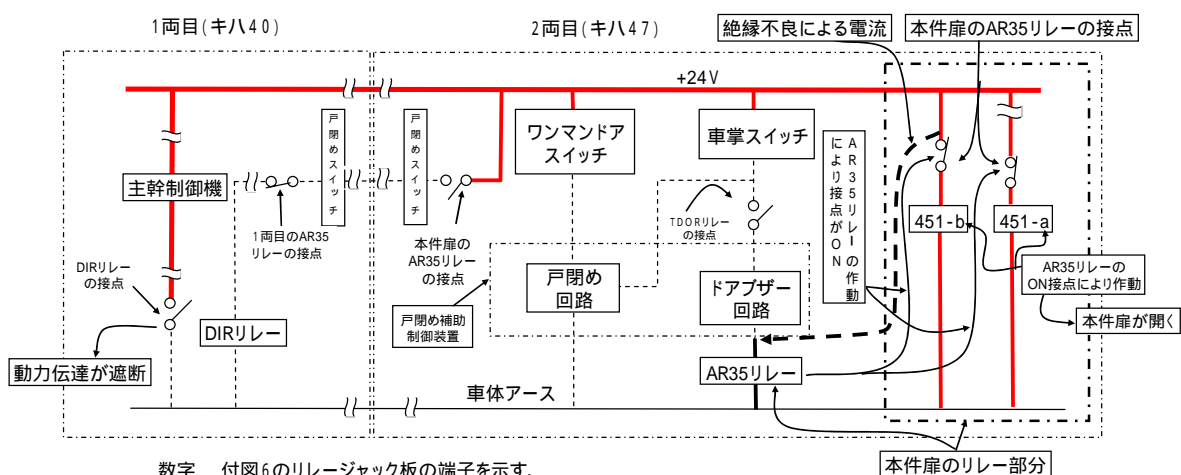 1両目(キハ40)
2両目(キハ47)
絶縁不良による電流
本件扉のAR35リレーの接点
+24V
戸閉めスイッチ
戸閉めスイッチ
ワンマンドア
スイッチ
車掌スイッチ
AR35リレーの作動
により接点がON
主幹制御機
1両目のAR35
リレーの接点
本件扉の
AR35リレー
の接点
TDORリレー
の接点
451-b
451-a
DIRリレー
の接点
戸閉め
回路
ドアブザー
回路
AR35リレーの
ON接点により作動
DIRリレー
戸閉め補助
制御装置
本件扉が開く
動力伝達が遮断
AR35リレー
車体アース
本件扉のリレー部分
数字 付図6のリレージャック板の端子を示す.